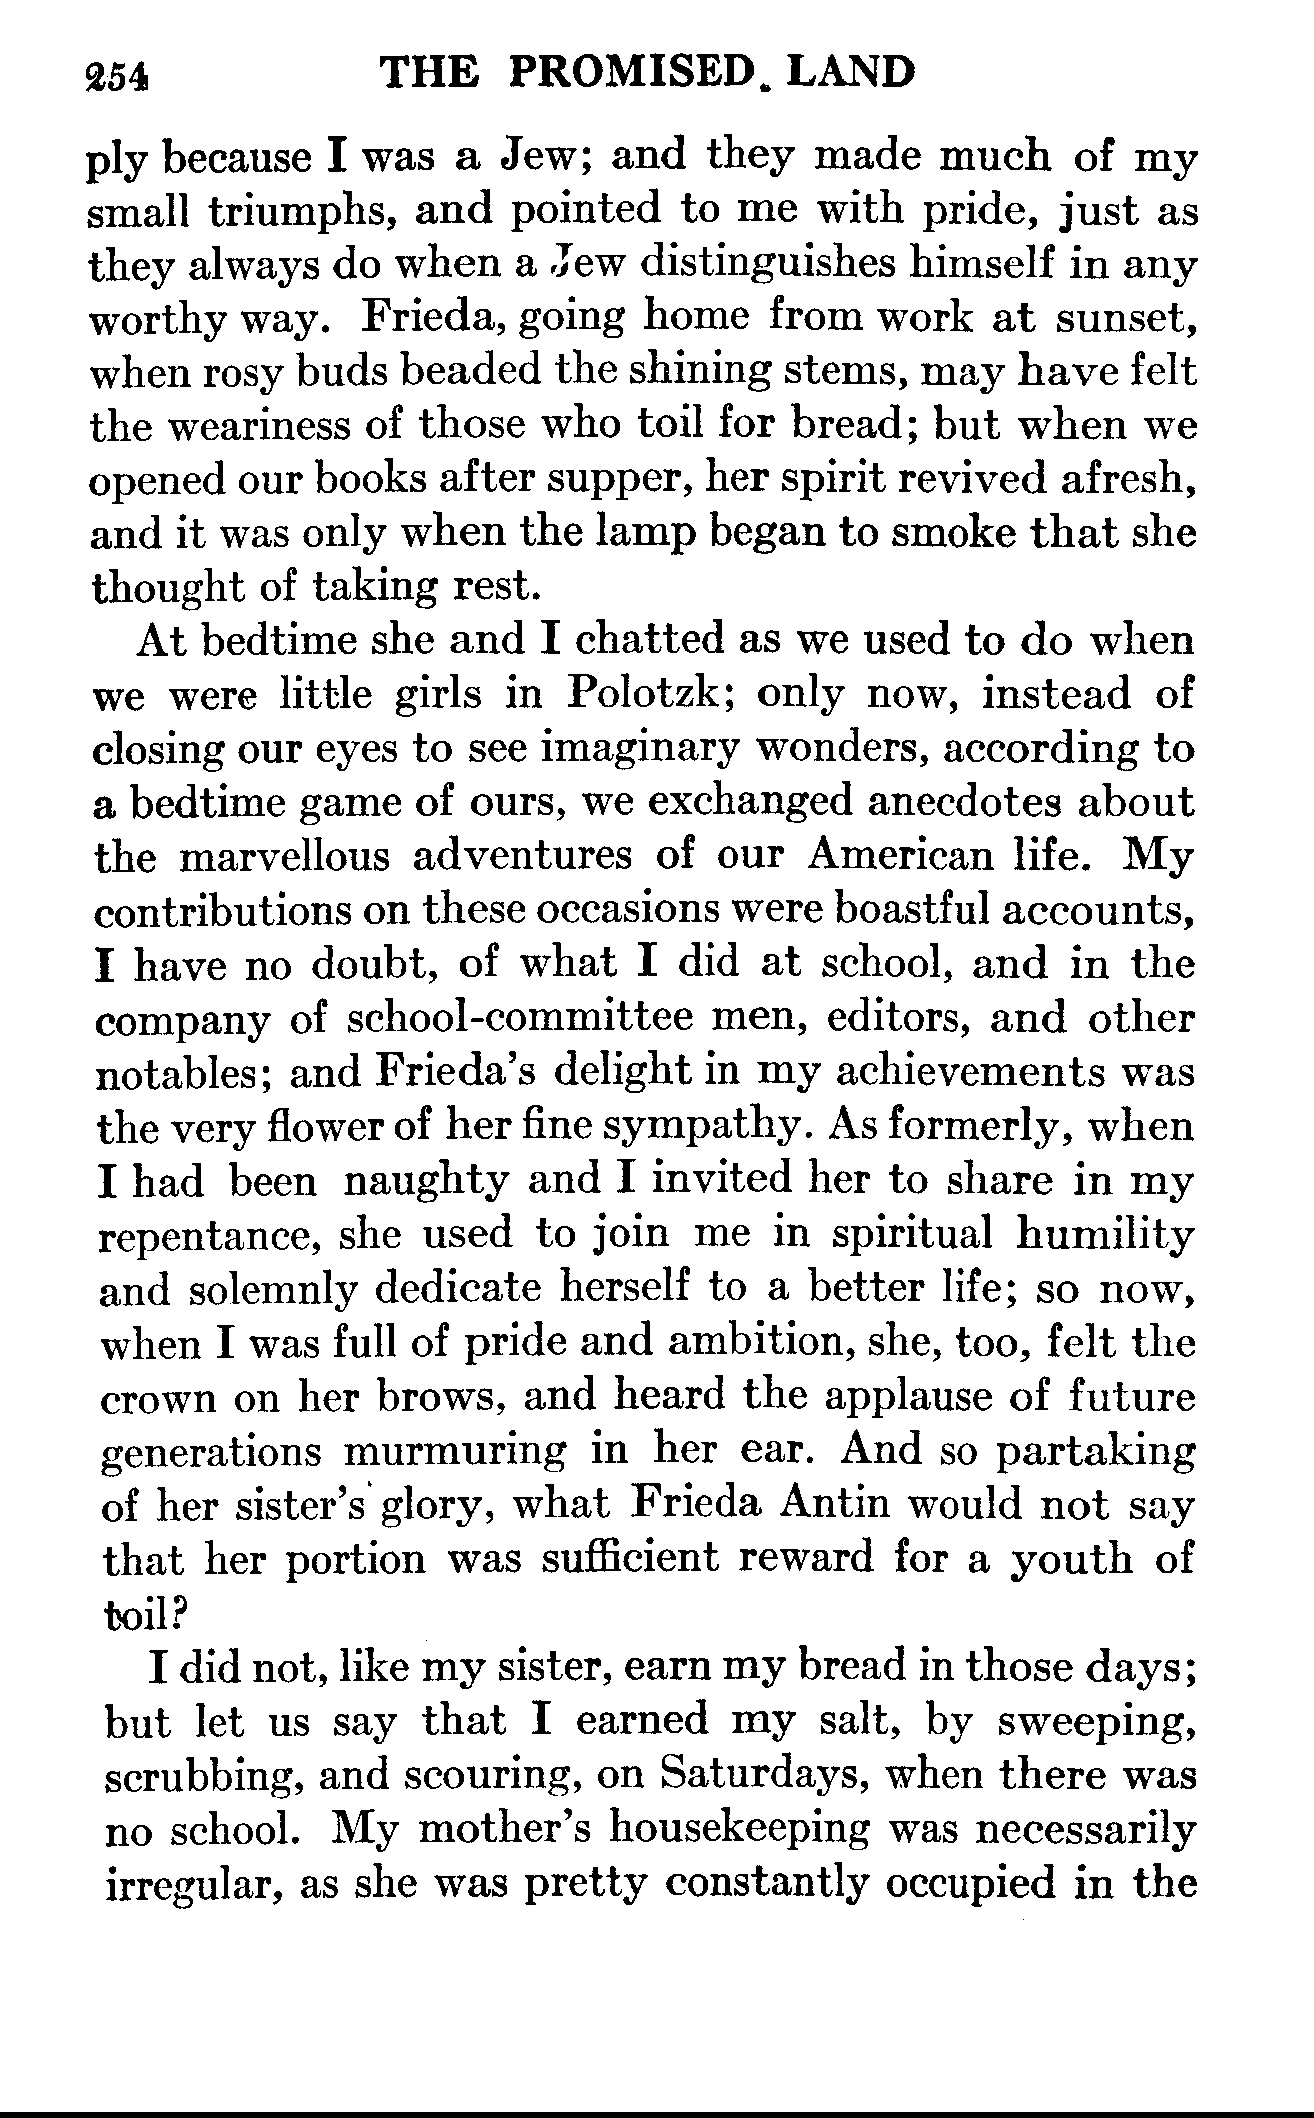 254 THE PROMISED LAND
ply because I was a Jew; and they made much of my
small triumphs, and pointed to me with pride, just as
they always do when a Jew distinguishes himself in any
worthy way. Frieda, going home from work at sunset,
when rosy buds beaded the shining stems, may have felt
the weariness of those who toil for bread; but when we
opened our books after supper, her spirit revived afresh,
and it was only when the lamp began to smoke that she
thought of taking rest.
At bedtime she and I chatted as we used to do when
we were little girls in Polotzk; only now, instead of
closing our eyes to see imaginary wonders, according to
a bedtime game of ours, we exchanged anecdotes about
the marvellous adventures of our American life. My
contributions on these occasions were boastful accounts,
I have no doubt, of what I did at school, and in the
company of school-committee men, editors, and other
notables; and Frieda's delight in my achievements was
the very flower of her fine sympathy. As formerly, when
I had been naughty and I invited her to share in my
repentance, she used to join me in spiritual humility
and solemnly dedicate herself to a better life; so now,
when I was full of pride and ambition, she, too, felt the
crown on her brows, and heard the applause of future
generations murmuring in her ear. And so partaking
of her sister's glory, what Frieda Antin would not say
that her portion was sufficient reward for a youth of
toil?
I did not, like my sister, earn my bread in those days;
but let us say that I earned my salt, by sweeping,
scrubbing, and scouring, on Saturdays, when there was
no school. My mother's housekeeping was necessarily
irregular, as she was pretty constantly occupied in the